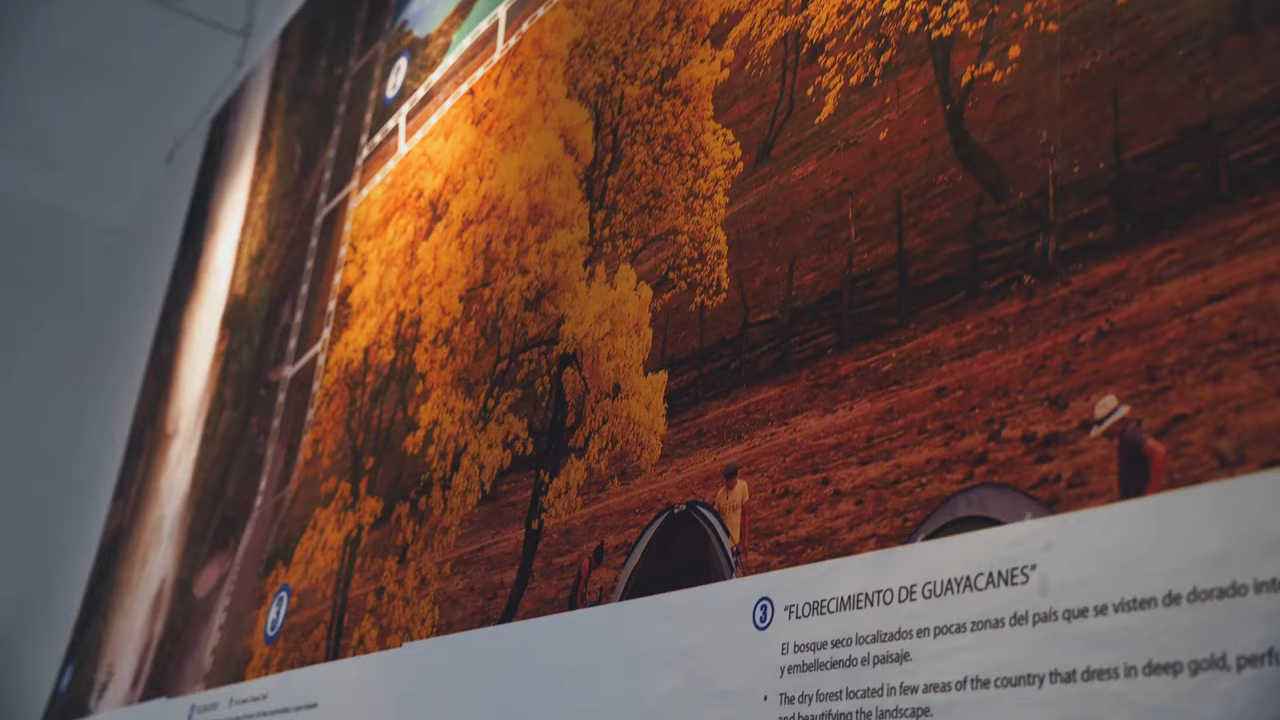 3
3 "FLORECIMIENTO DE GUAYACANES"
El bosque seco localizados en pocas zonas del país que se visten de dorado
y embelleciendo el paisaje.
• The dry forest located in few areas of the country that dress in deep gold,
and beautifying the landscape.